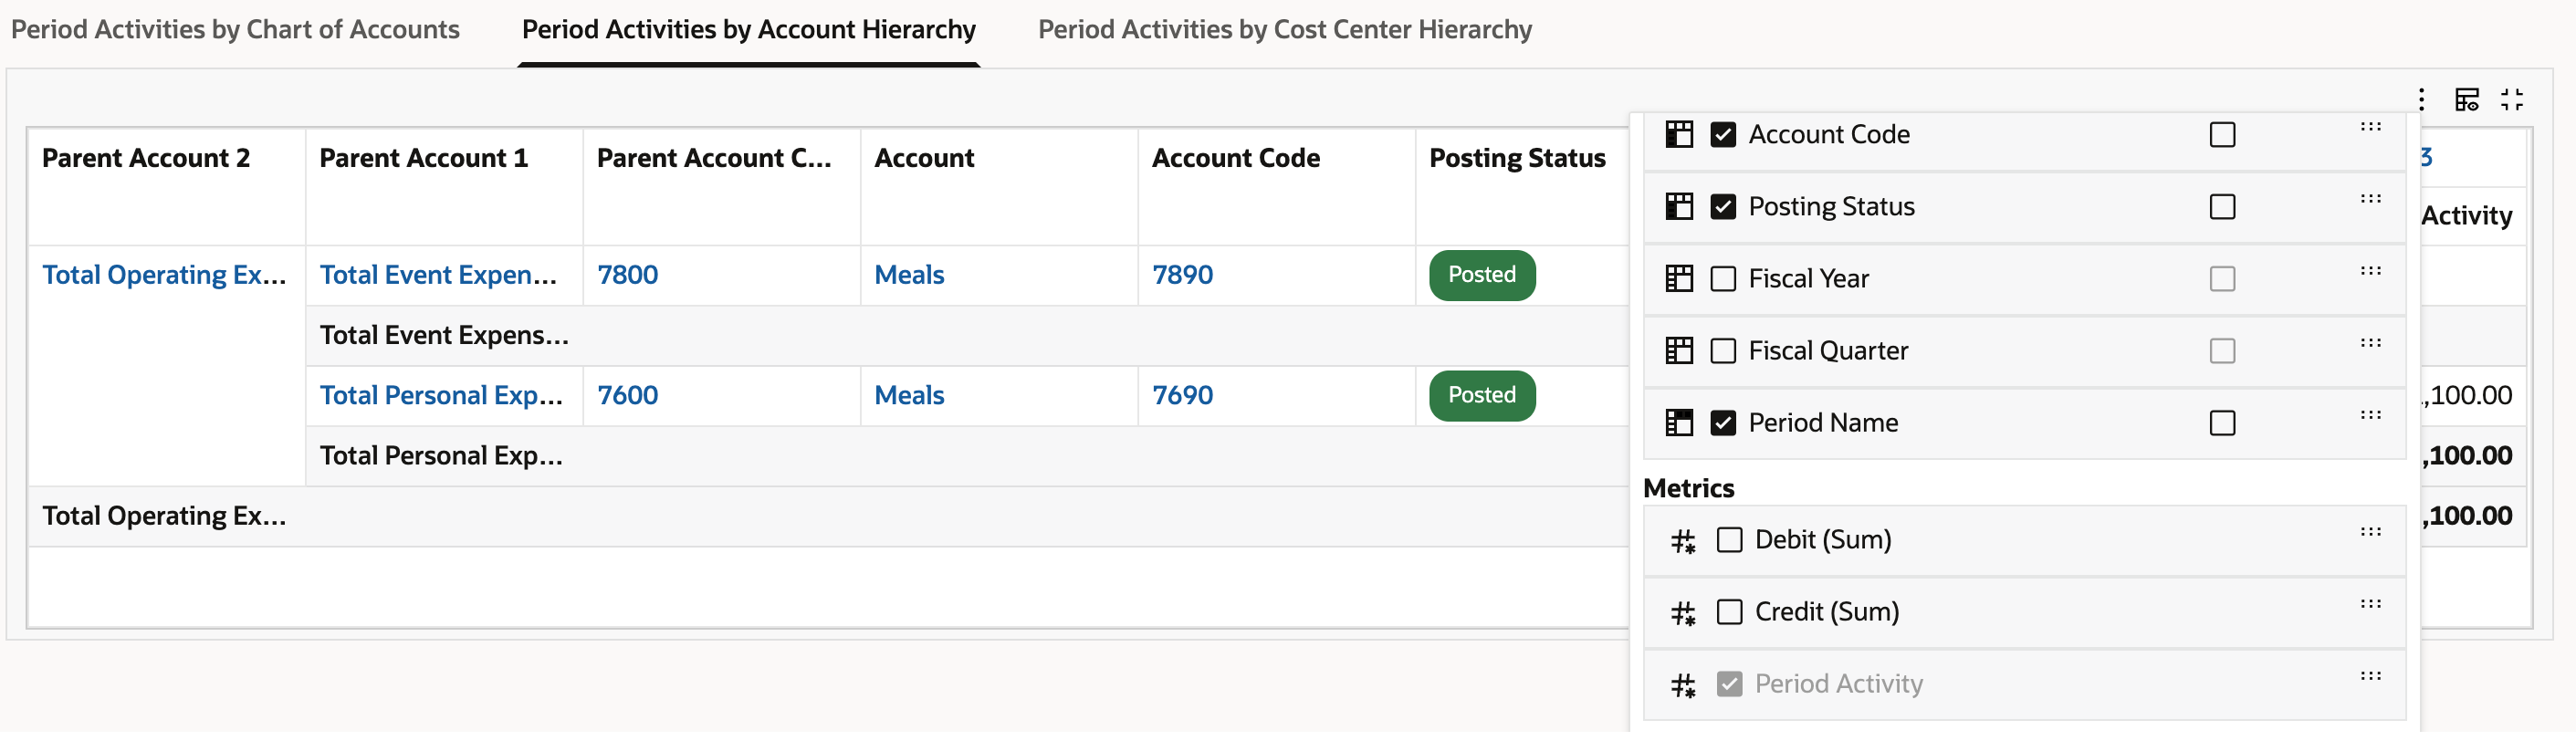 Period Activities by Chart of Accounts
Period Activities by Account Hierarchy
Period Activities by Cost Center Hierarchy
Parent Account 2
Parent Account 1
Parent Account C...
Account
Account Code
Posting Status
3
Activity
Total Operating Ex...
Total Event Expen...
7800
Meals
7890
Posted
Total Event Expens...
Total Personal Exp...
7600
Meals
7690
Posted
,100.00
Total Personal Exp...
,100.00
Total Operating Ex...
,100.00
Account Code
Posting Status
Fiscal Year
Fiscal Quarter
Period Name
Metrics
Debit (Sum)
Credit (Sum)
Period Activity